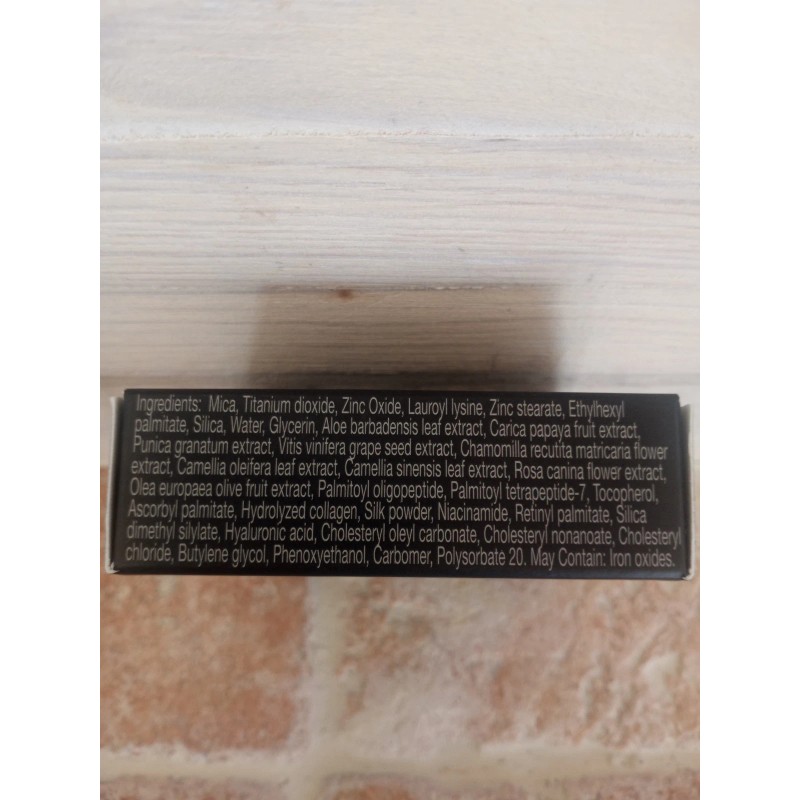 Ingredients: Mica, Titanium dioxide, Zinc Oxide, Lauroyl lysine, Zinc stearate, Ethylhexyl
palmitate, Silica, Water, Glycerin, Aloe barbadensis leaf extract, Carica papaya fruit extract,
Punica granatum extract, Vitis vinifera grape seed extract, Chamomilla recutita matricaria flower
extract, Camellia oleifera leaf extract, Camellia sinensis leaf extract, Rosa canina flower extract,
Olea europaea olive fruit extract, Palmitoyl oligopeptide, Palmitoyl tetrapeptide-7, Tocopherol,
Ascorbyl palmitate, Hydrolyzed collagen, Silk powder, Niacinamide, Retinyl palmitate, Silica
dimethyl silylate, Hyaluronic acid, Cholesteryl oleyl carbonate, Cholesteryl nonanoate, Cholesteryl
chloride, Butylene glycol, Phenoxyethanol, Carbomer, Polysorbate 20. May Contain: Iron oxides.